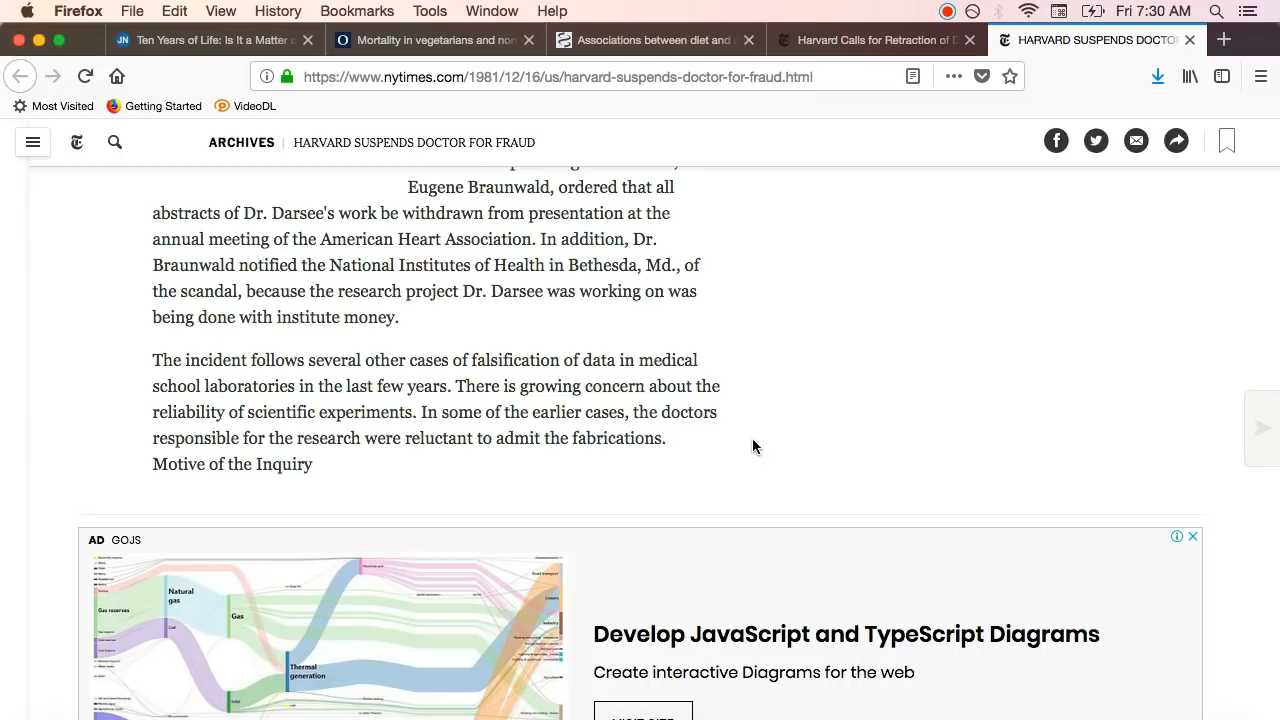 Firefox File Edit View History Bookmarks Tools Window Help Fri 7:30 AM
Ten Years of Life: Is It a Matter o
Mortality in vegetarians and non
Associations between diet and
Harvard Calls for Retraction of D
HARVARD SUSPENDS DOCTO
https://www.nytimes.com/1981/12/16/us/harvard-suspends-doctor-for-fraud.html
Most Visited Getting Started VideoDL
ARCHIVES | HARVARD SUSPENDS DOCTOR FOR FRAUD
Eugene Braunwald, ordered that all
abstracts of Dr. Darsee's work be withdrawn from presentation at the
annual meeting of the American Heart Association. In addition, Dr.
Braunwald notified the National Institutes of Health in Bethesda, Md., of
the scandal, because the research project Dr. Darsee was working on was
being done with institute money.
The incident follows several other cases of falsification of data in medical
school laboratories in the last few years. There is growing concern about the
reliability of scientific experiments. In some of the earlier cases, the doctors
responsible for the research were reluctant to admit the fabrications.
Motive of the Inquiry
AD GOJS
Natural
gas
Gas reserves
Gas
Coal
Thermal
generation
Develop JavaScript and TypeScript Diagrams
Create interactive Diagrams for the web
VISIT SITE